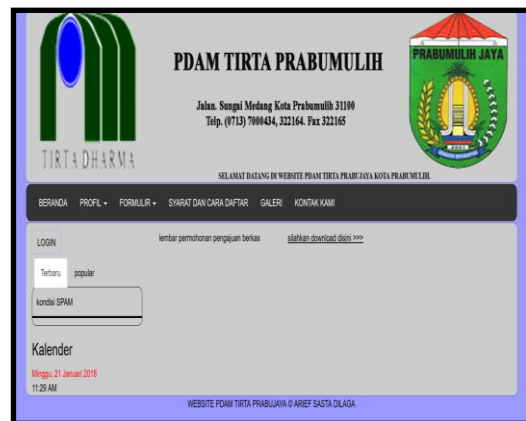 PDAM TIRTA PRABUMULIH
PRABUMULIH JAYA
Jalan. Sungai Medang Kota Prabumulih 31100
Telp. (0713) 7000434, 322164. Fax 322165
TIRTA DHARMA
SELAMAT DATANG DI WEBSITE PDAM TIRTA PRABUJAYA KOTA PRABUMULIH.
BERANDA PROFIL FORMULIR SYARAT DAN CARA DAFTAR GALERI KONTAK KAMI
LOGIN
lembar permohonan pengajuan berkas silahkan download disini >>>
Terbaru popular
kondisi SPAM
Kalender
Minggu, 21 Januari 2018
11:29 AM
WEBSITE PDAM TIRTA PRABUJAYA © ARIEF SASTA DILAGA